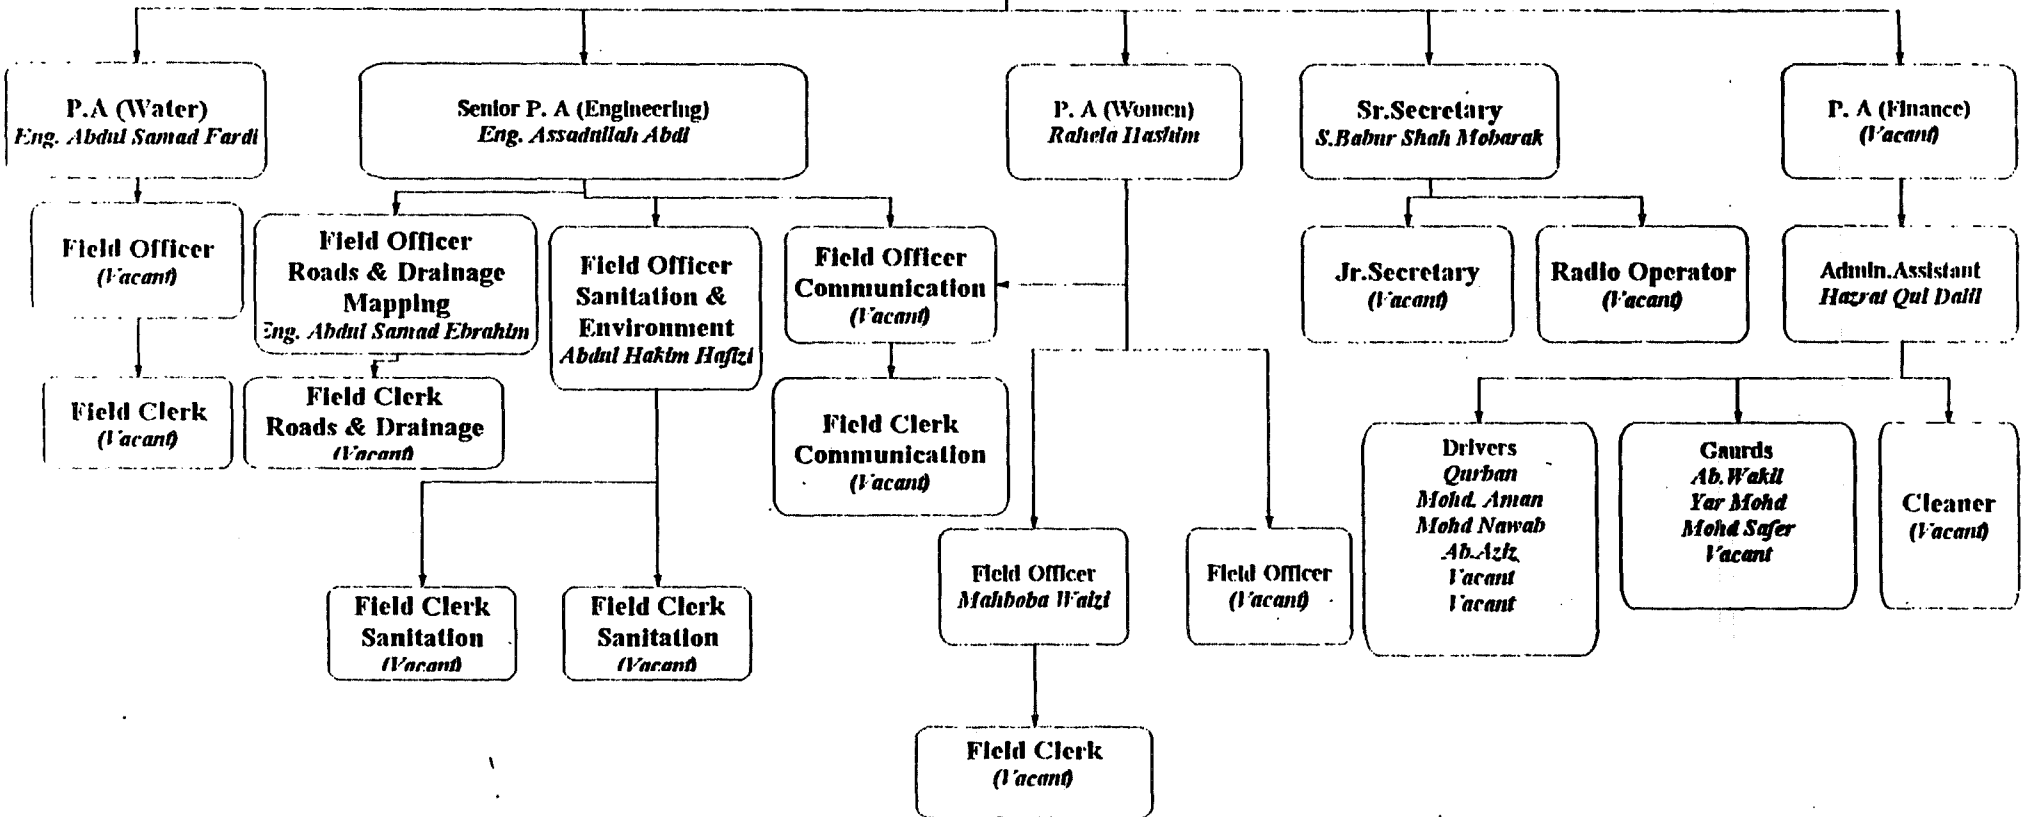 P.A (Water)
Eng. Abdul Samad Fardi
Senior P. A (Engineering)
Eng. Assadullah Abdi
P. A (Women)
Rahela Hashim
Sr.Secretary
S.Babur Shah Mobarak
P. A (Finance)
(Vacant)
Field Officer
(Vacant)
Field Officer
Roads & Drainage
Mapping
Eng. Abdul Samad Ebrahim
Field Officer
Sanitation &
Environment
Abdul Hakim Hafizi
Field Officer
Communication
(Vacant)
Jr.Secretary
(Vacant)
Radio Operator
(Vacant)
Admin.Assistant
Hazrat Qul Dalil
Field Clerk
(Vacant)
Field Clerk
Roads & Drainage
(Vacant)
Field Clerk
Communication
(Vacant)
Drivers
Qurban
Mohd. Aman
Mohd Nawab
Ab.Aziz
Vacant
Vacant
Gaurds
Ab.Wakil
Yar Mohd
Mohd Safer
Vacant
Cleaner
(Vacant)
Field Clerk
Sanitation
(Vacant)
Field Clerk
Sanitation
(Vacant)
Field Officer
Mahboba Waizi
Field Officer
(Vacant)
Field Clerk
(Vacant)